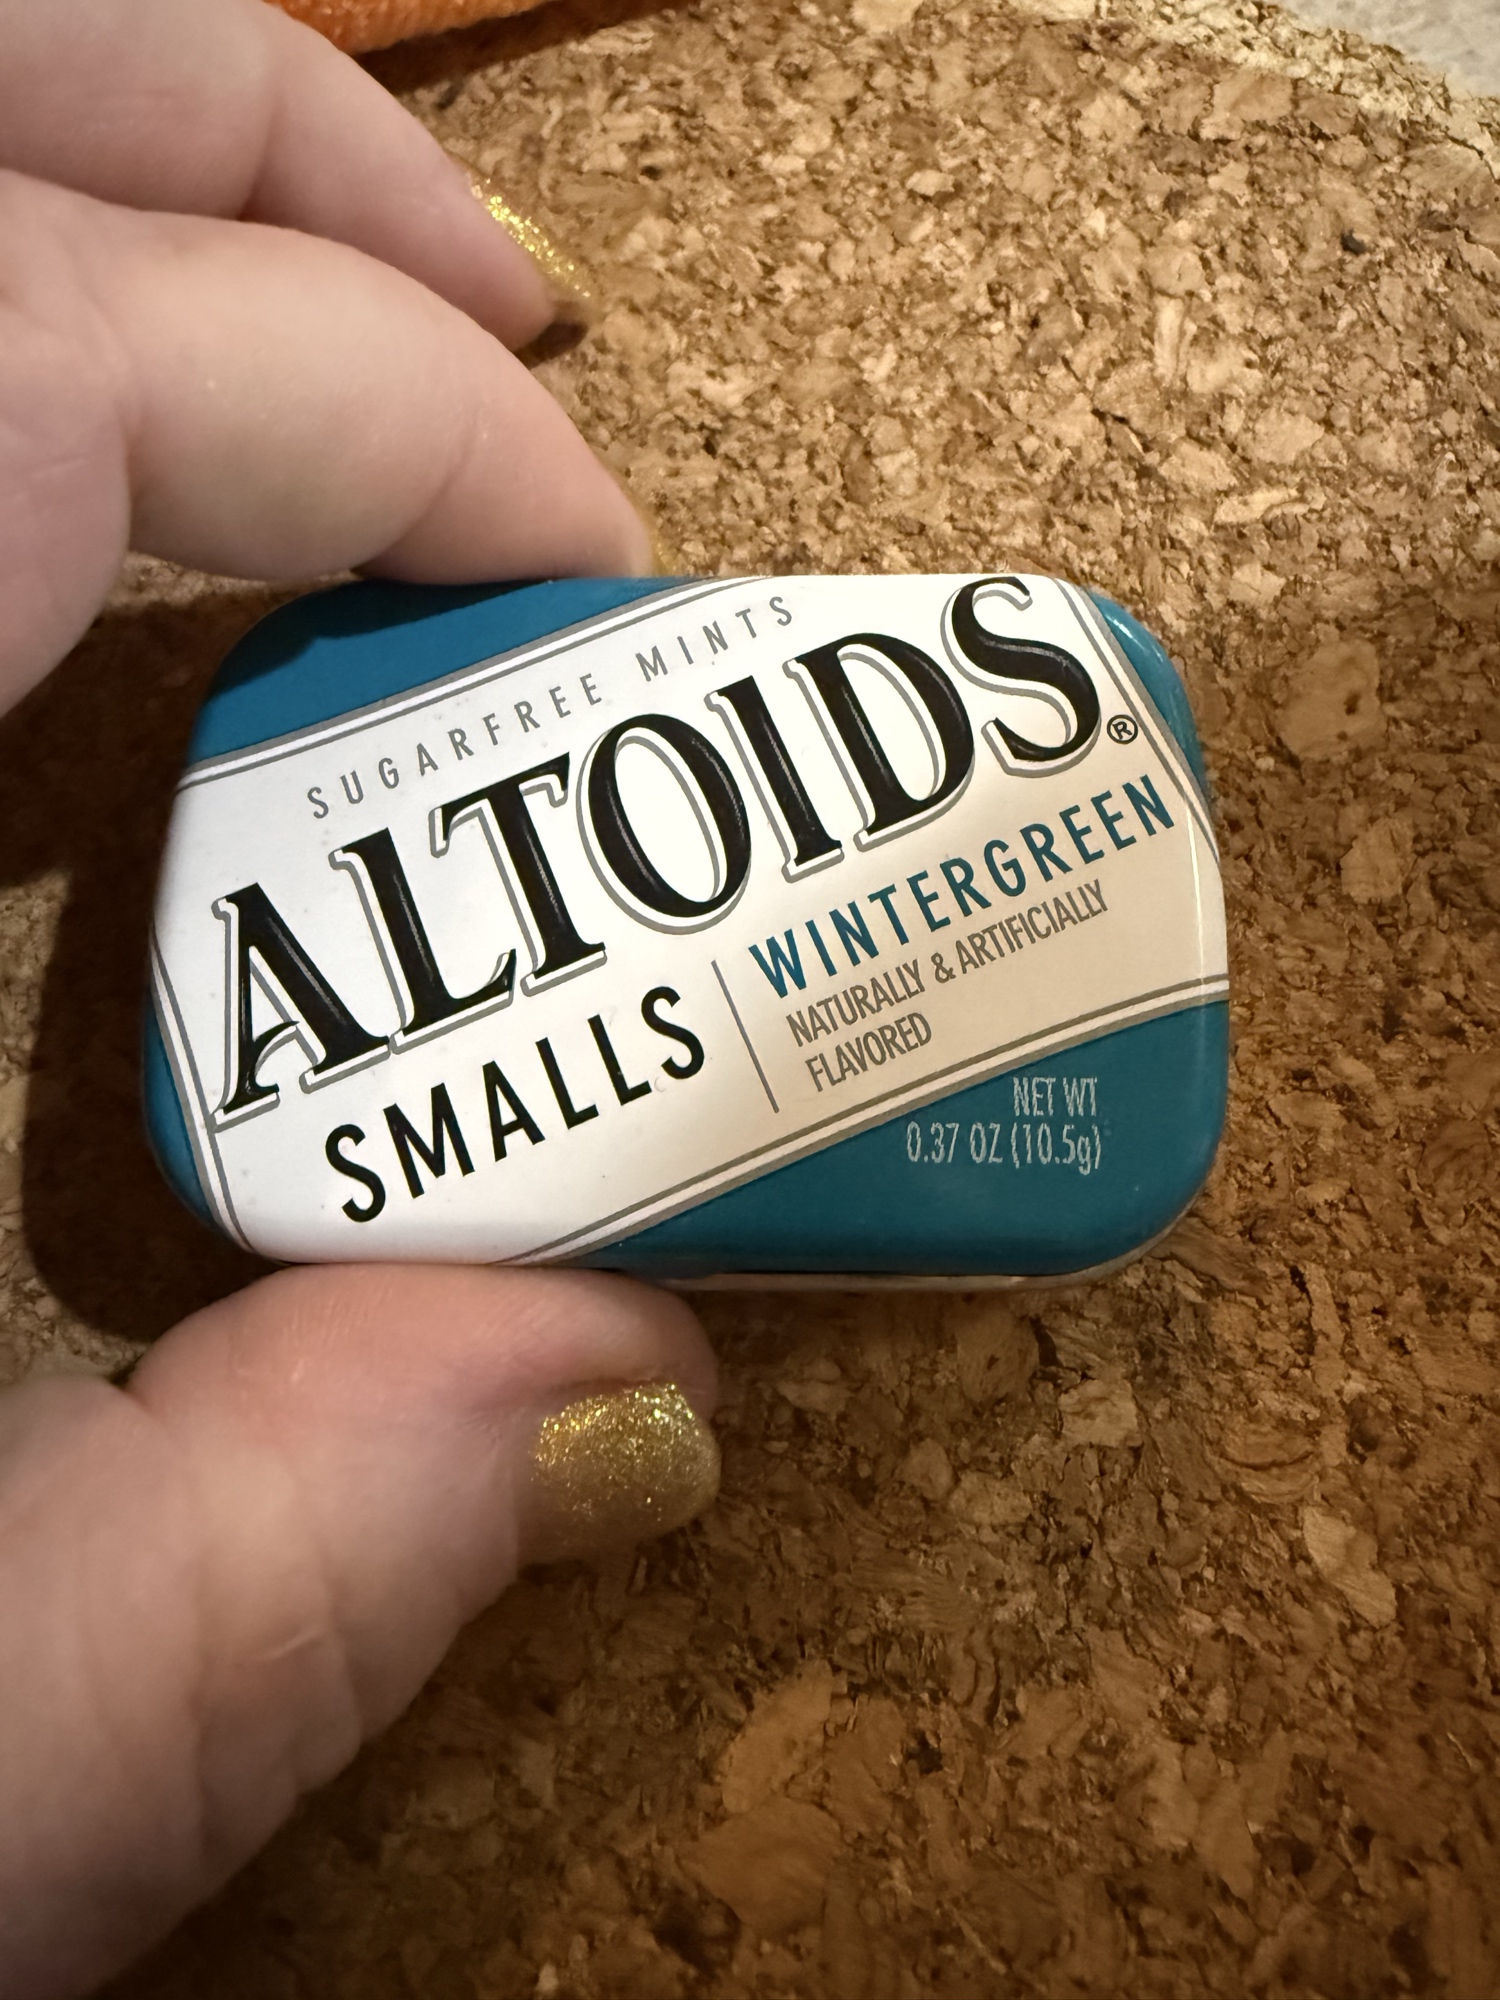 SUGARFREE MINTS
ALTOIDS®
SMALLS
WINTERGREEN
NATURALLY & ARTIFICIALLY
FLAVORED
NET WT
0.37 OZ (10.5g)